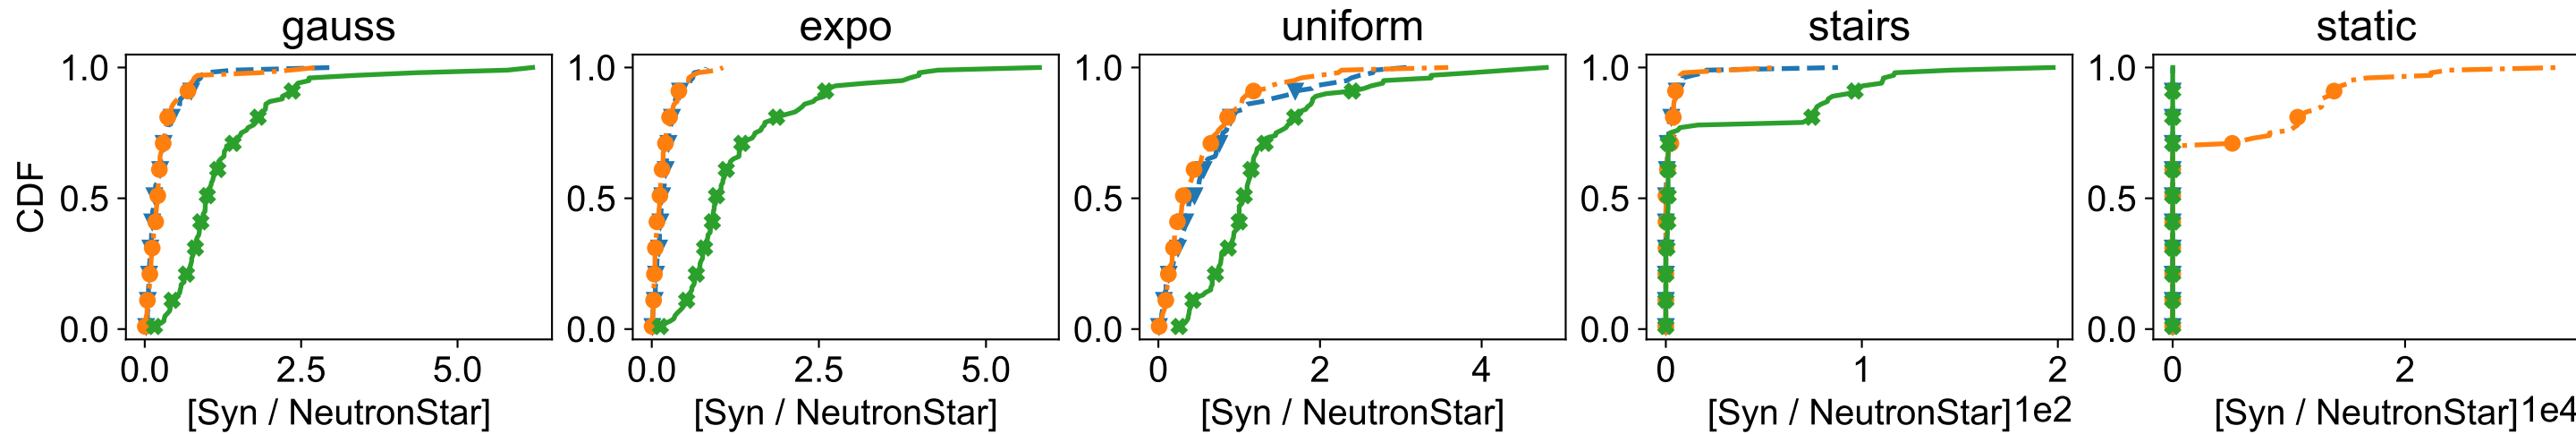 gauss expo uniform stairs static
CDF
1.0 1.0 1.0 1.0 1.0
0.5 0.5 0.5 0.5 0.5
0.0 0.0 0.0 0.0 0.0
0.0 2.5 5.0 0.0 2.5 5.0 0 2 4 0 1 2 0 2
[Syn / NeutronStar] [Syn / NeutronStar] [Syn / NeutronStar] [Syn / NeutronStar]1e2 [Syn / NeutronStar]1e4